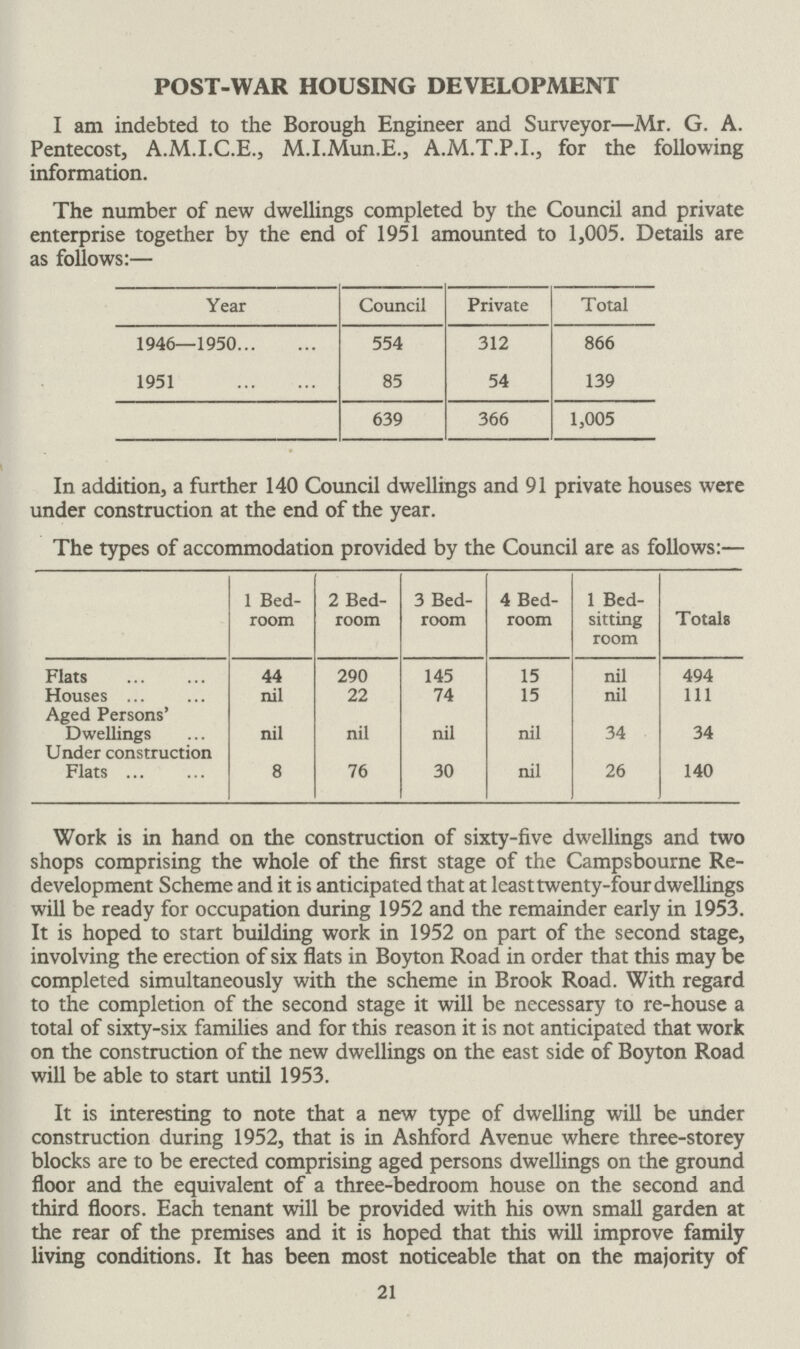 POST-WAR HOUSING DEVELOPMENT
I am indebted to the Borough Engineer and Surveyor—Mr. G. A.
Pentecost, A.M.I.C.E., M.I.Mun.E., A.M.T.P.I., for the following
information.
The number of new dwellings completed by the Council and private
enterprise together by the end of 1951 amounted to 1,005. Details are
as follows:—
Year Council Private Total
1946—1950... ... 554 312 866
1951 ... ... 85 54 139
639 366 1,005
In addition, a further 140 Council dwellings and 91 private houses were
under construction at the end of the year.
The types of accommodation provided by the Council are as follows:—
1 Bed- 2 Bed- 3 Bed- 4 Bed- 1 Bed-
room room room room sitting Totals
room
Flats ... ... 44 290 145 15 nil 494
Houses ... ... nil 22 74 15 nil 111
Aged Persons'
Dwellings ... nil nil nil nil 34 34
Under construction
Flats ... ... 8 76 30 nil 26 140
Work is in hand on the construction of sixty-five dwellings and two
shops comprising the whole of the first stage of the Campsbourne Re-
development Scheme and it is anticipated that at least twenty-four dwellings
will be ready for occupation during 1952 and the remainder early in 1953.
It is hoped to start building work in 1952 on part of the second stage,
involving the erection of six flats in Boyton Road in order that this may be
completed simultaneously with the scheme in Brook Road. With regard
to the completion of the second stage it will be necessary to re-house a
total of sixty-six families and for this reason it is not anticipated that work
on the construction of the new dwellings on the east side of Boyton Road
will be able to start until 1953.
It is interesting to note that a new type of dwelling will be under
construction during 1952, that is in Ashford Avenue where three-storey
blocks are to be erected comprising aged persons dwellings on the ground
floor and the equivalent of a three-bedroom house on the second and
third floors. Each tenant will be provided with his own small garden at
the rear of the premises and it is hoped that this will improve family
living conditions. It has been most noticeable that on the majority of
21